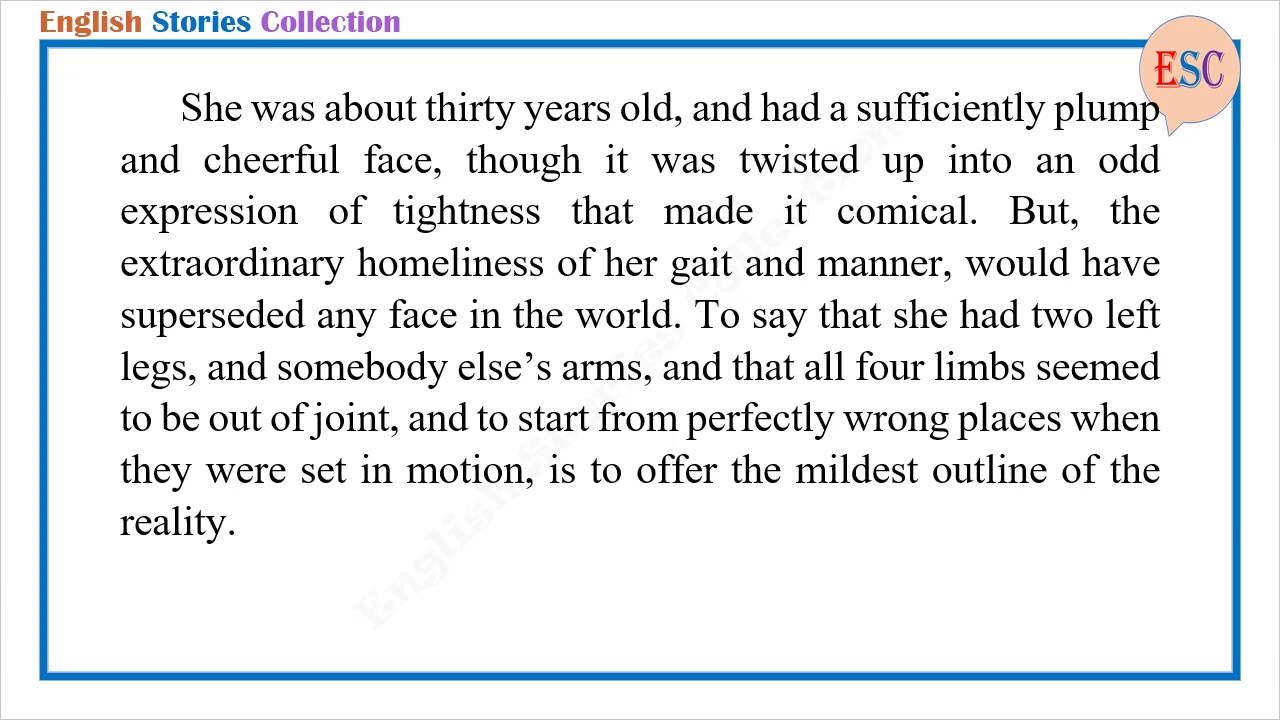 English Stories Collection
ESC
She was about thirty years old, and had a sufficiently plump
and cheerful face, though it was twisted up into an odd
expression of tightness that made it comical. But, the
extraordinary homeliness of her gait and manner, would have
superseded any face in the world. To say that she had two left
legs, and somebody else’s arms, and that all four limbs seemed
to be out of joint, and to start from perfectly wrong places when
they were set in motion, is to offer the mildest outline of the
reality.
English Stories Collection